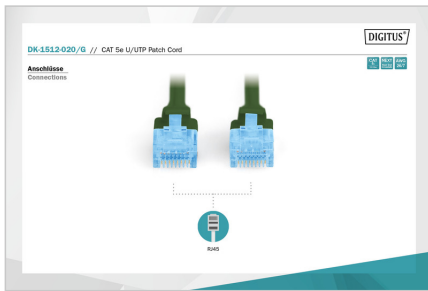 DIGITUS®
DK-1512-020/G // CAT 5e U/UTP Patch Cord
Anschlüsse
Connections
RJ45